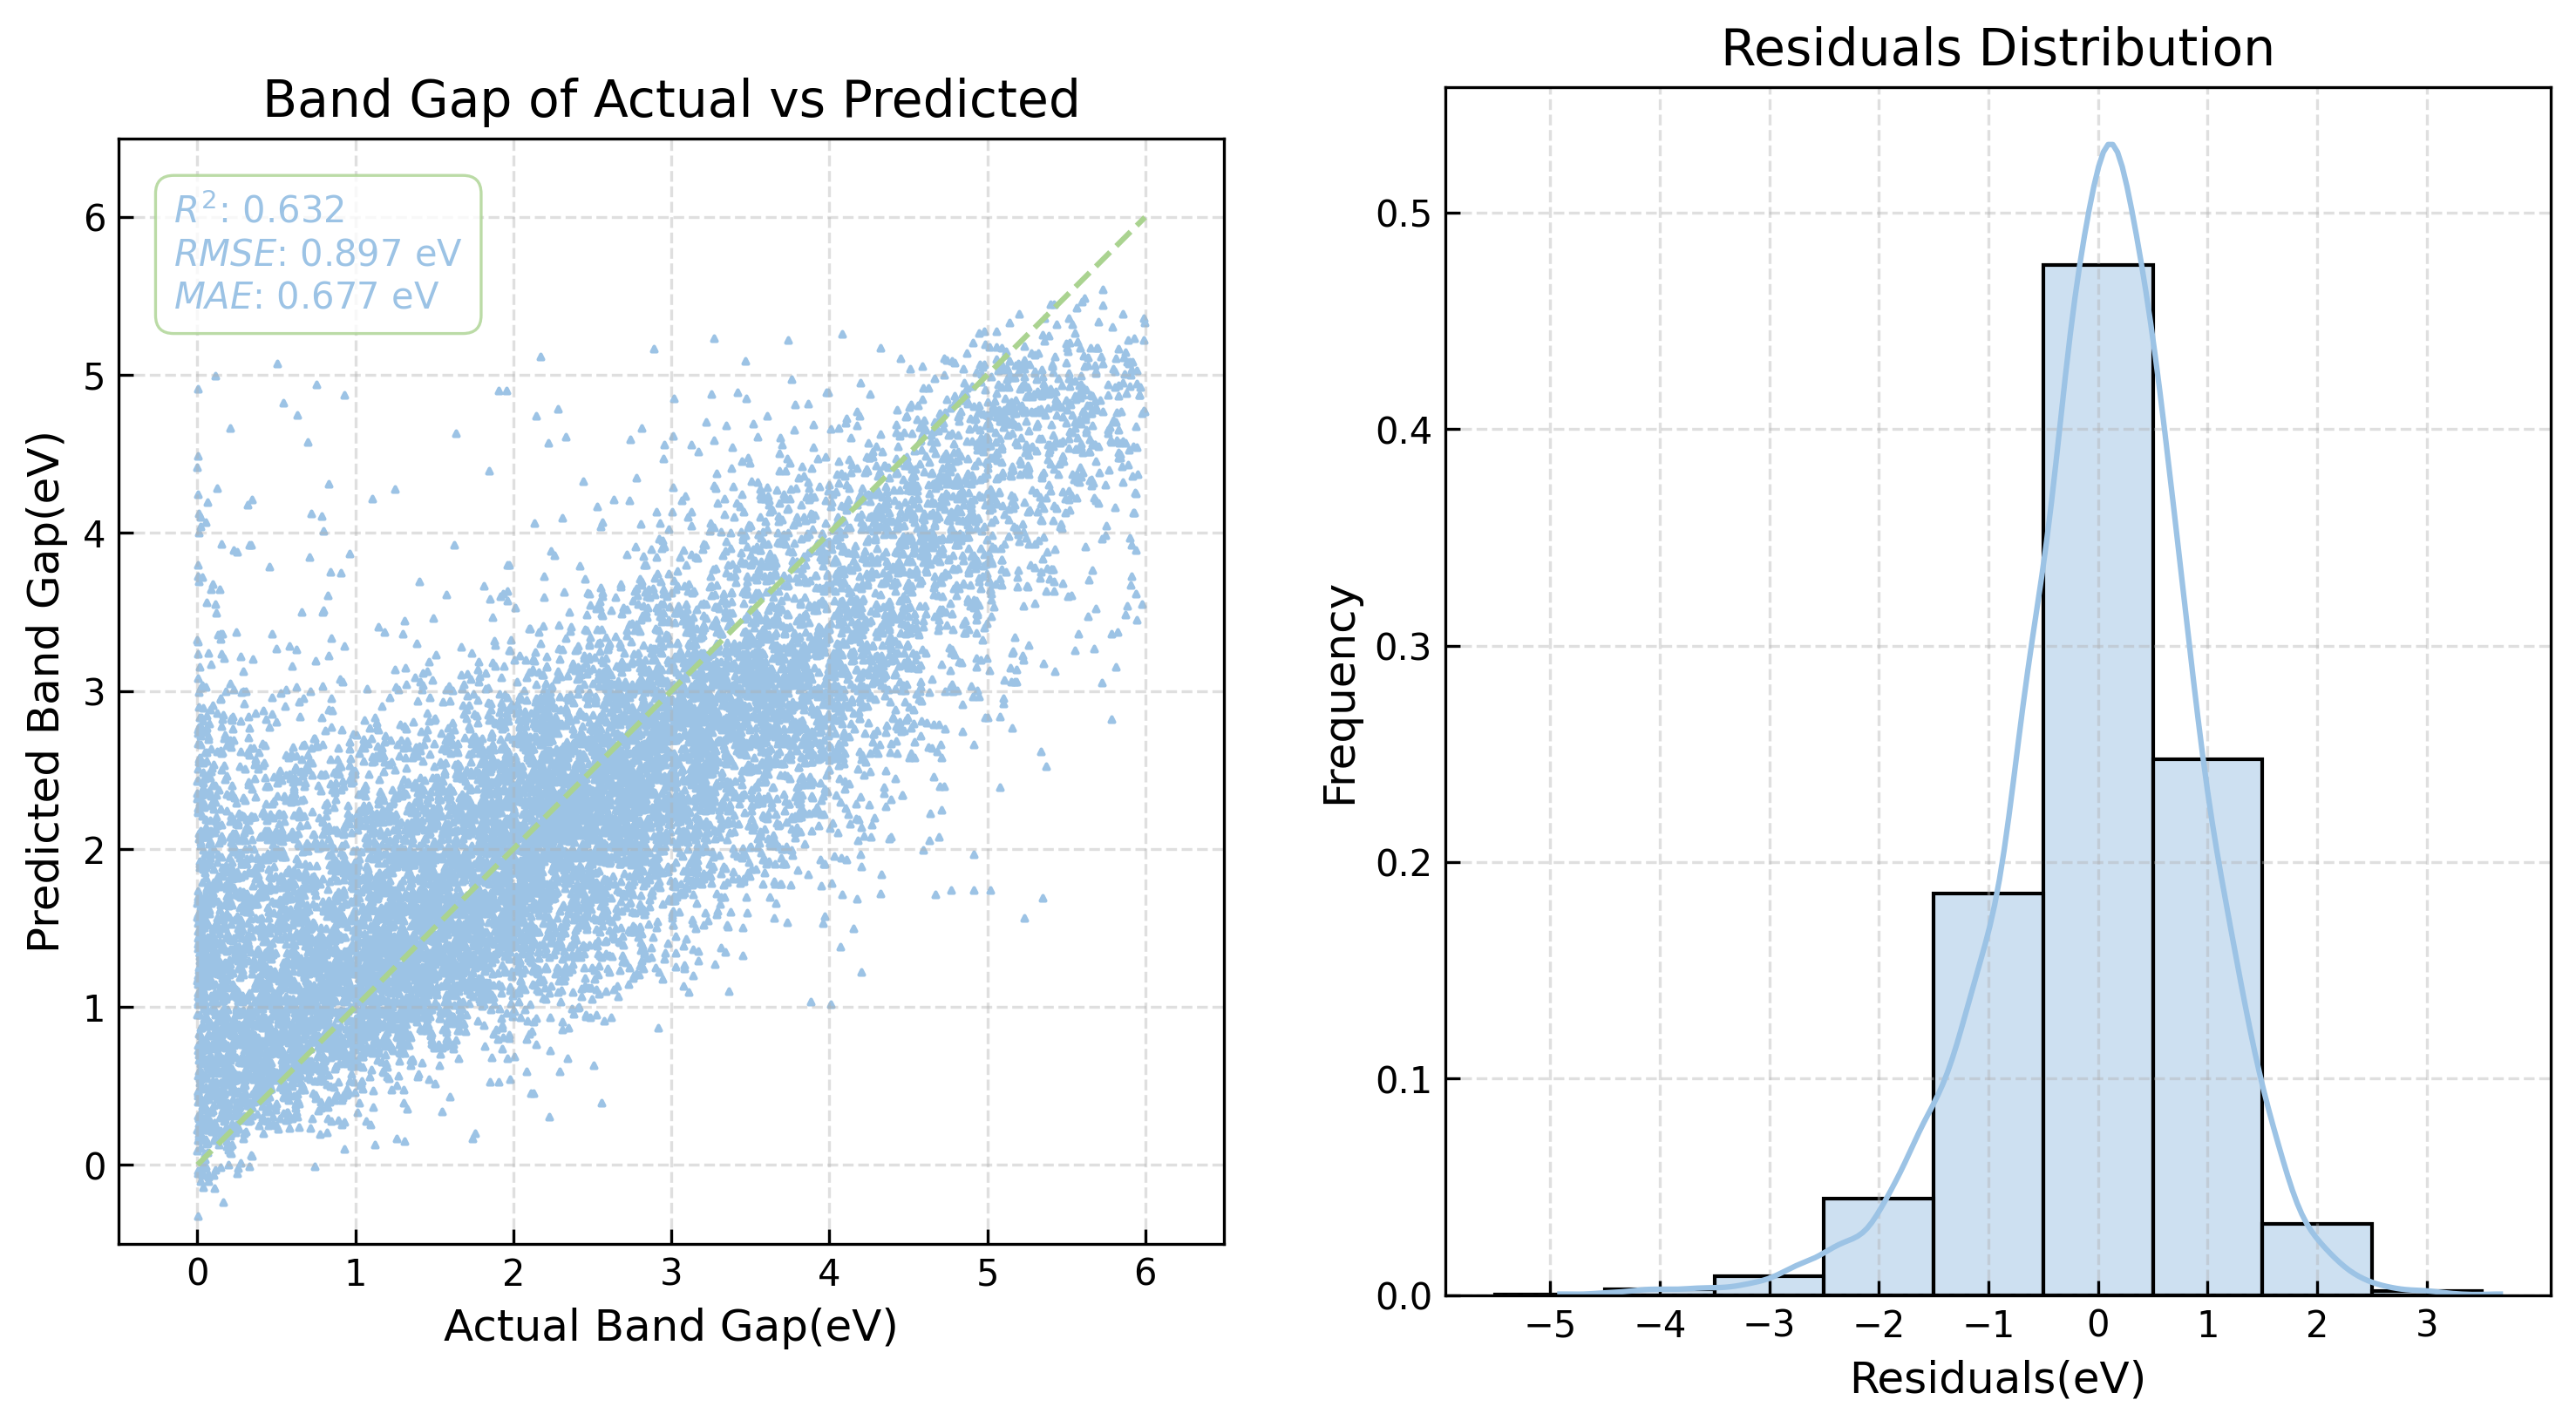 Band Gap of Actual vs Predicted
R²: 0.632
RMSE: 0.897 eV
MAE: 0.677 eV
6
5
4
3
2
1
0
Predicted Band Gap(eV)
0 1 2 3 4 5 6
Actual Band Gap(eV)
Residuals Distribution
0.5
0.4
0.3
0.2
0.1
0.0
Frequency
−5 −4 −3 −2 −1 0 1 2 3
Residuals(eV)